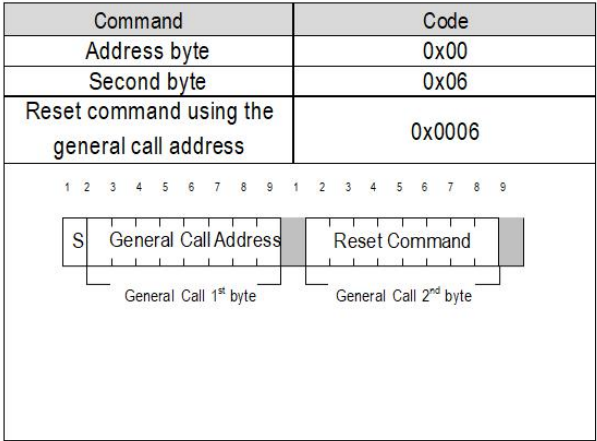 Command Code
Address byte 0x00
Second byte 0x06
Reset command using the
general call address 0x0006
1 2 3 4 5 6 7 8 9 1 2 3 4 5 6 7 8 9
S General Call Address Reset Command
General Call 1st byte General Call 2nd byte